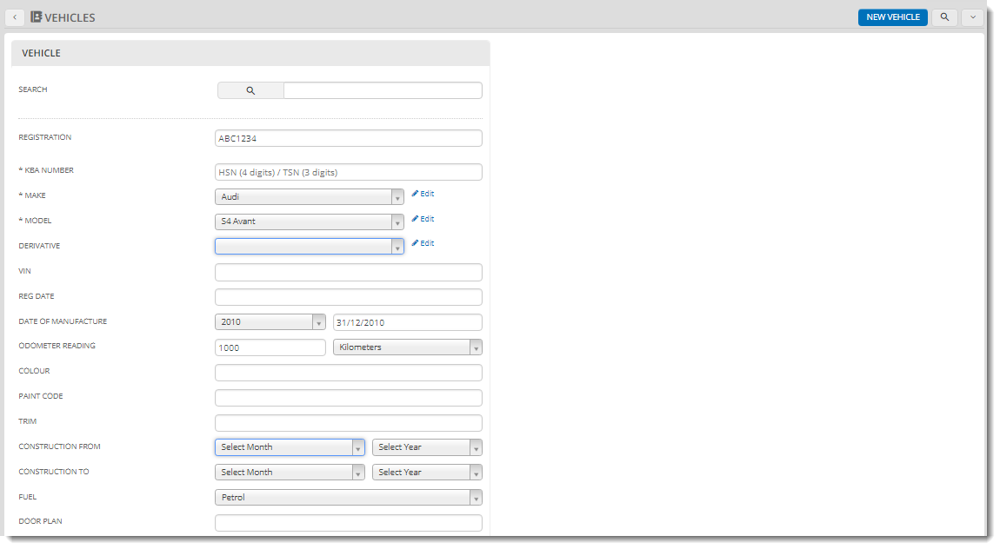 VEHICLES
NEW VEHICLE
VEHICLE
SEARCH
REGISTRATION ABC1234
* KBA NUMBER HSN (4 digits) / TSN (3 digits)
* MAKE Audi Edit
* MODEL S4 Avant Edit
DERIVATIVE Edit
VIN
REG DATE
DATE OF MANUFACTURE 2010 31/12/2010
ODOMETER READING 1000 Kilometers
COLOUR
PAINT CODE
TRIM
CONSTRUCTION FROM Select Month Select Year
CONSTRUCTION TO Select Month Select Year
FUEL Petrol
DOOR PLAN